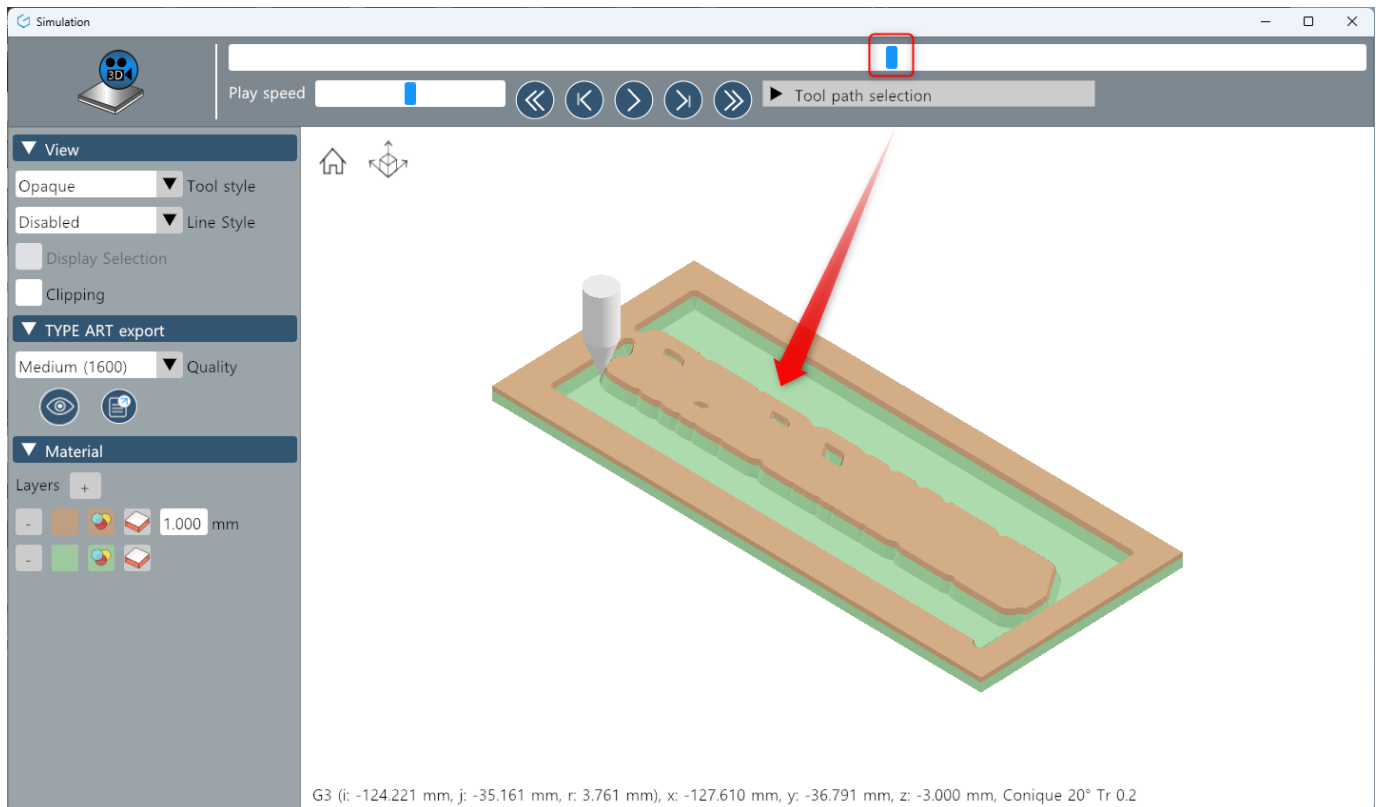 Simulation
3D
Play speed
Tool path selection
View
Opaque Tool style
Disabled Line Style
Display Selection
Clipping
TYPE ART export
Medium (1600) Quality
Material
Layers +
- 1.000 mm
-
G3 (i: -124.221 mm, j: -35.161 mm, r: 3.761 mm), x: -127.610 mm, y: -36.791 mm, z: -3.000 mm, Conique 20° Tr 0.2